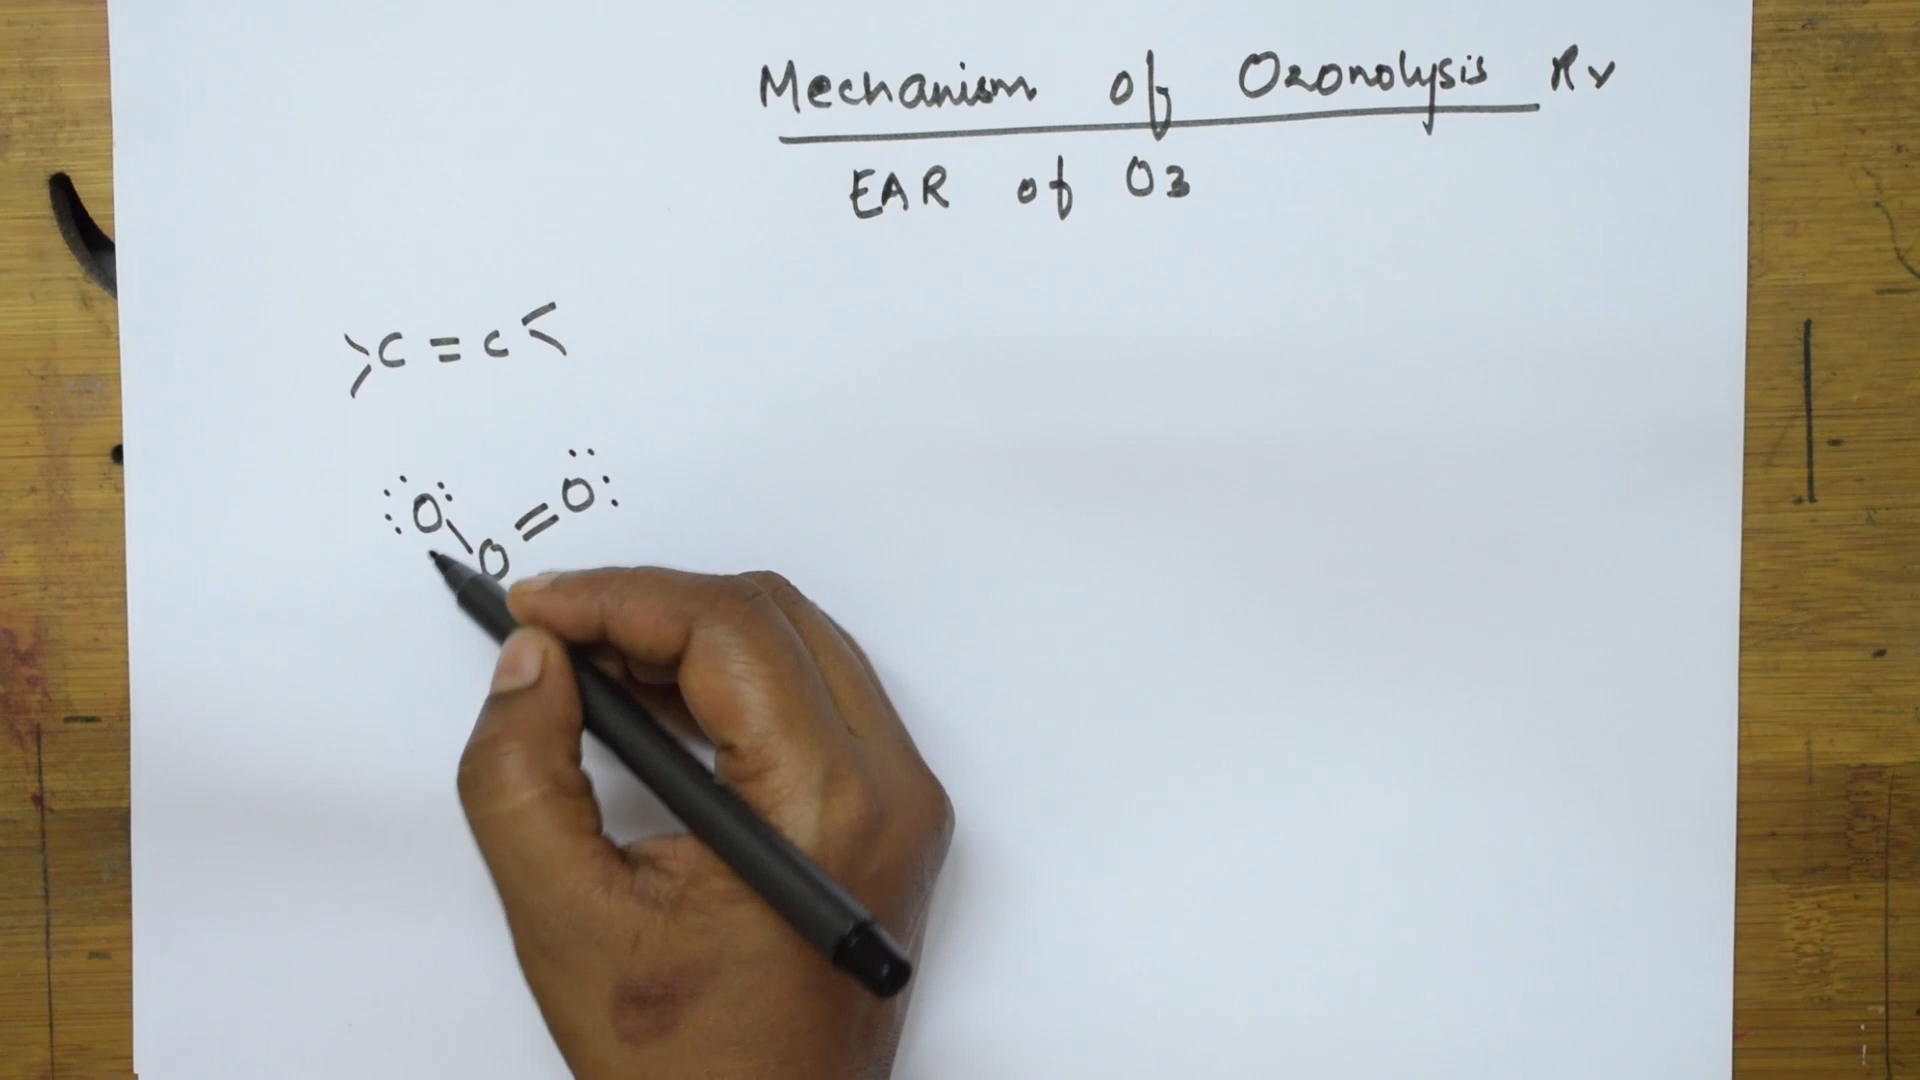 Mechanism of Ozonolysis Rx
EAR of O3
>C = C<
O
O = O